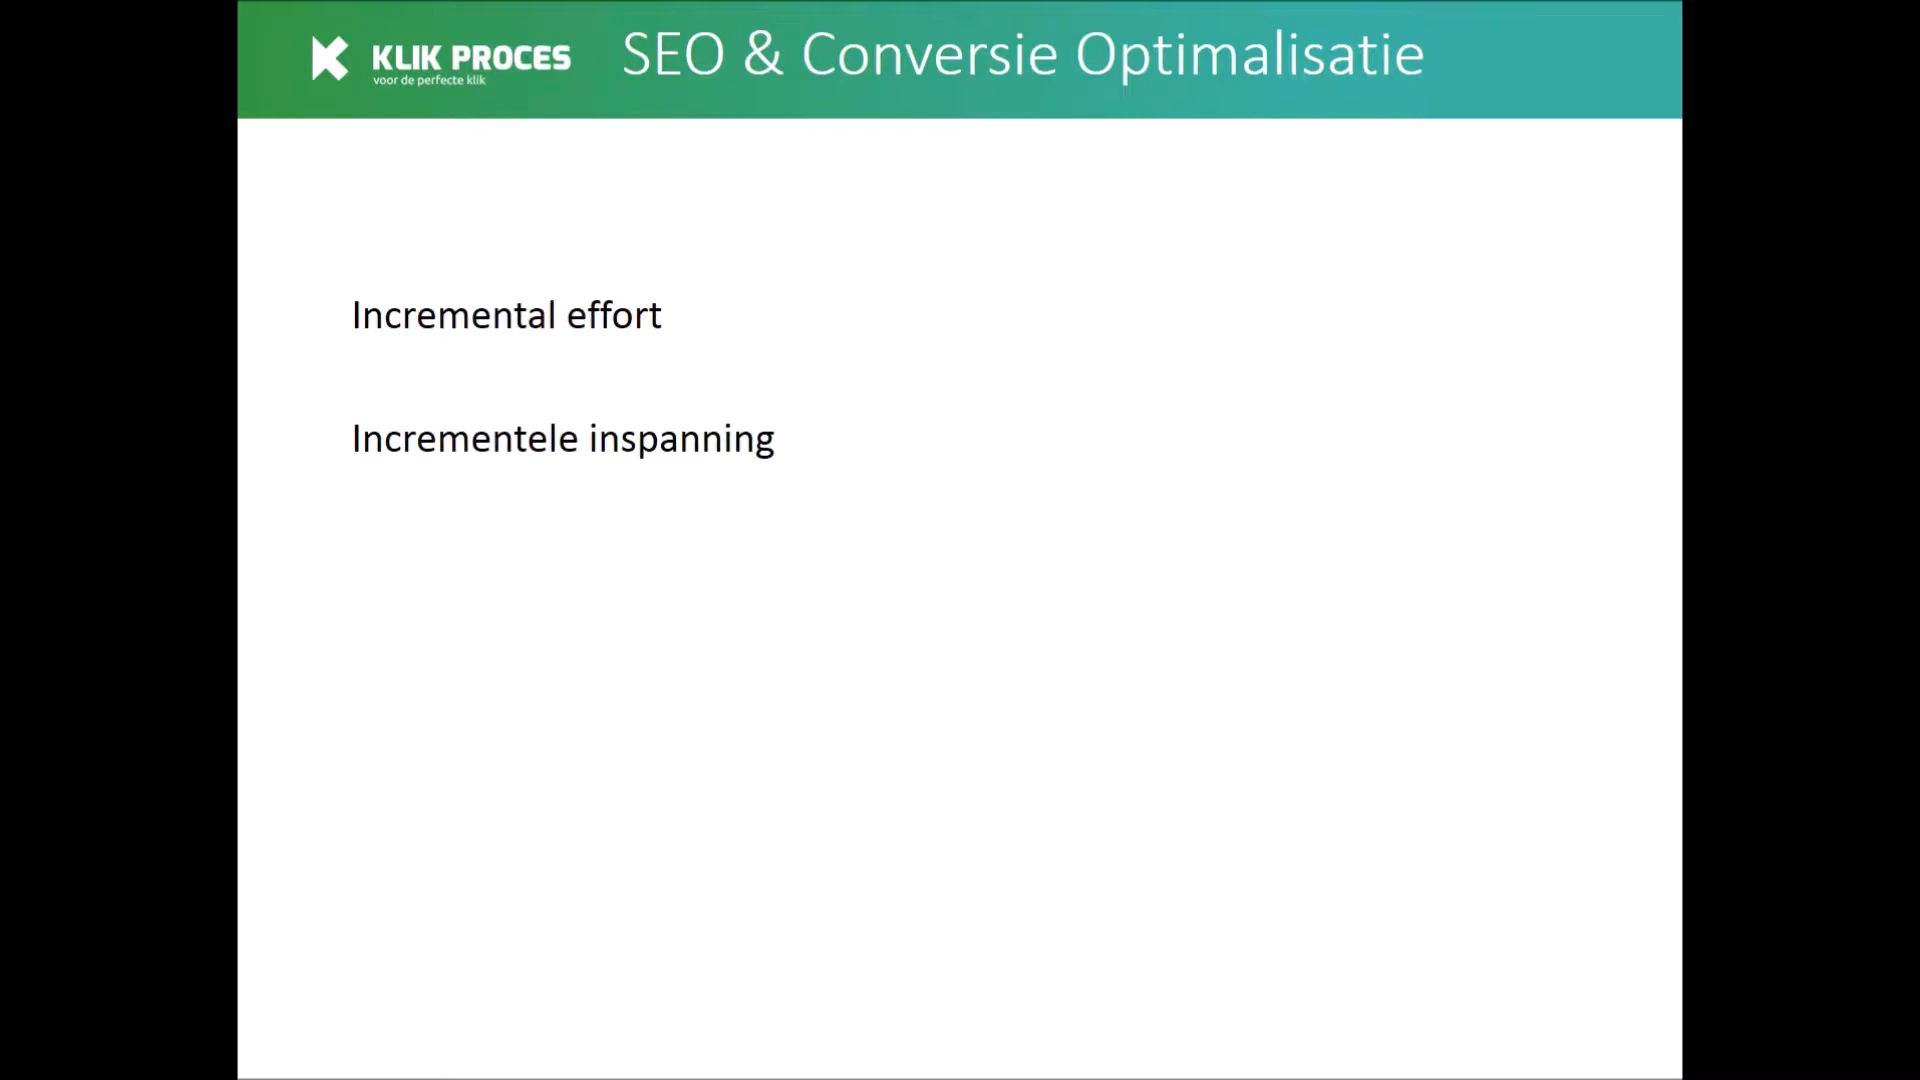 KLIK PROCES
voor de perfecte klik
SEO & Conversie Optimalisatie
Incremental effort
Incrementele inspanning